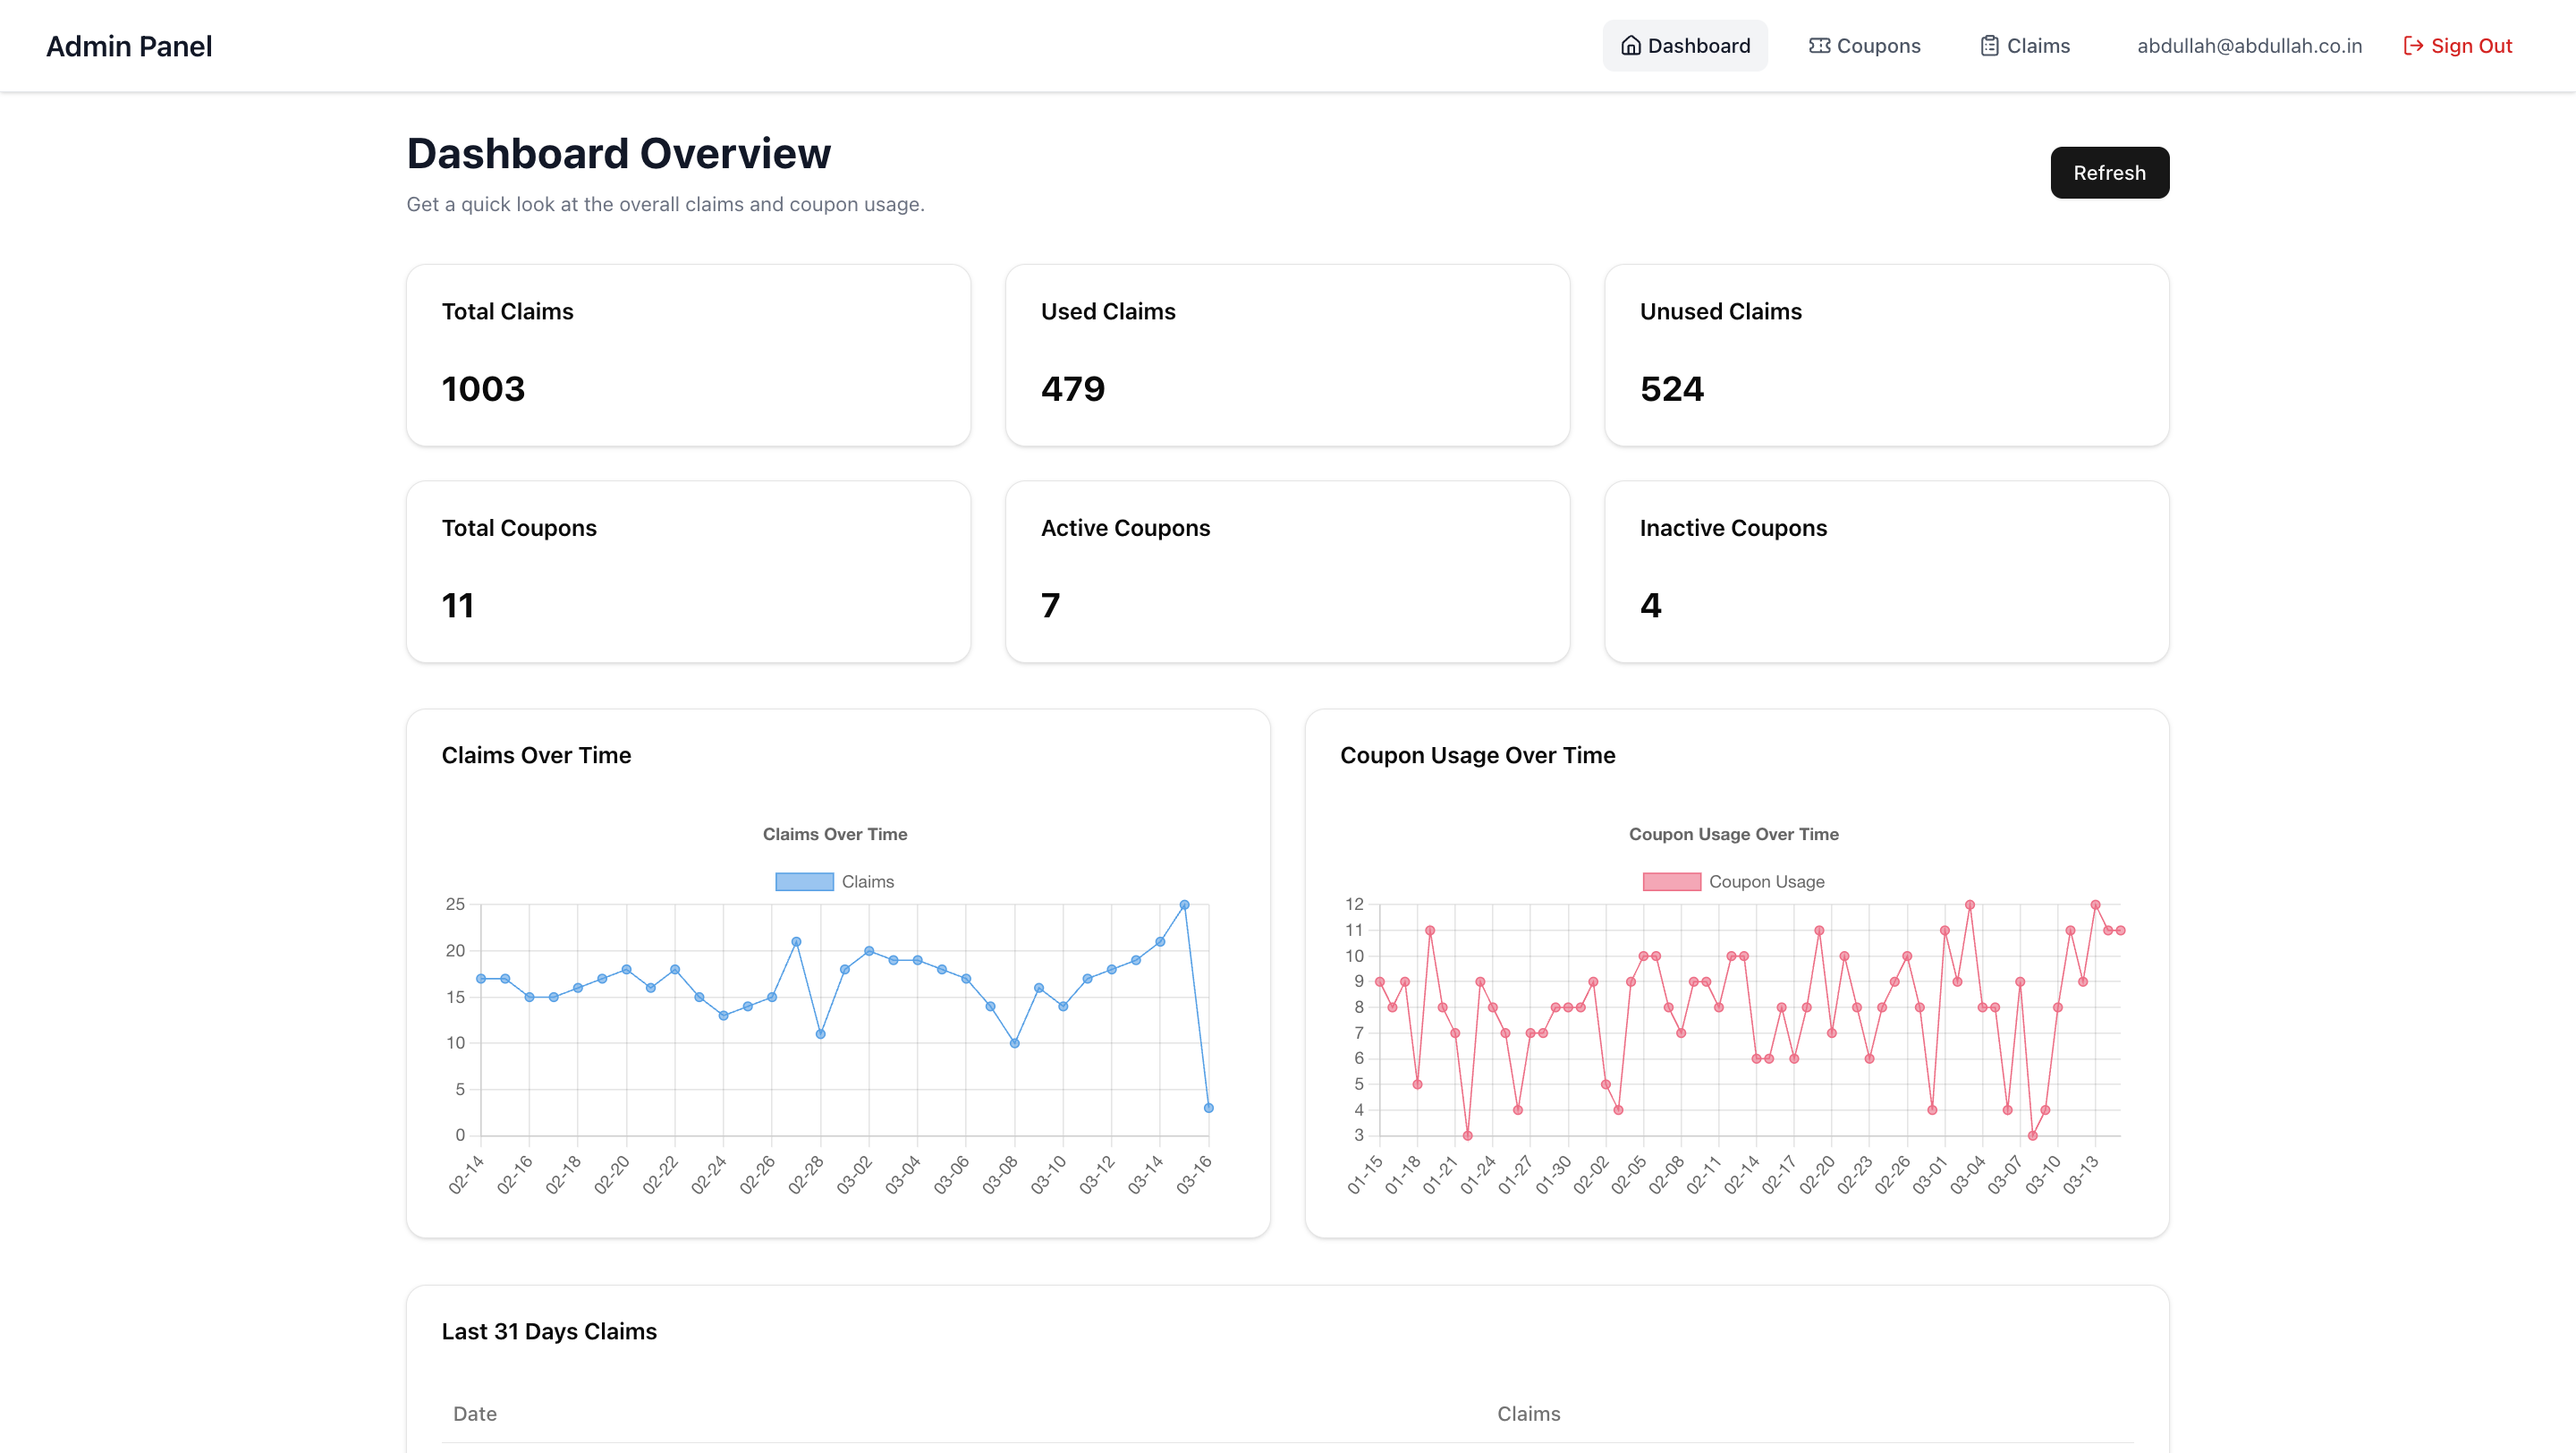 Admin Panel
Dashboard
Coupons
Claims
abdullah@abdullah.co.in
Sign Out
Dashboard Overview
Get a quick look at the overall claims and coupon usage.
Refresh
Total Claims
1003
Used Claims
479
Unused Claims
524
Total Coupons
11
Active Coupons
7
Inactive Coupons
4
Claims Over Time
Claims Over Time
Claims
25
20
15
10
5
0
02-14 02-16 02-18 02-20 02-22 02-24 02-26 02-28 03-02 03-04 03-06 03-08 03-10 03-12 03-14 03-16
Coupon Usage Over Time
Coupon Usage Over Time
Coupon Usage
12
11
10
9
8
7
6
5
4
3
01-15 01-18 01-21 01-24 01-27 01-30 02-02 02-05 02-08 02-11 02-14 02-17 02-20 02-23 02-26 03-01 03-04 03-07 03-10 03-13
Last 31 Days Claims
Date Claims